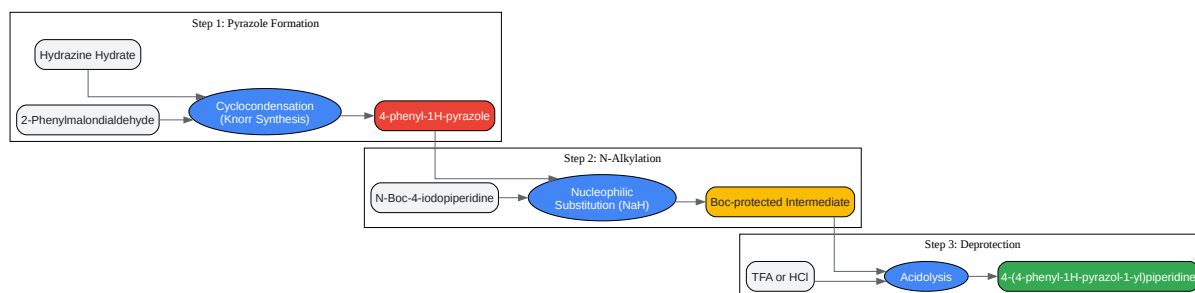 Step 1: Pyrazole Formation
Hydrazine Hydrate
2-Phenylmalondialdehyde
Cyclocondensation
(Knorr Synthesis)
4-phenyl-1H-pyrazole
Step 2: N-Alkylation
N-Boc-4-iodopiperidine
Nucleophilic
Substitution (NaH)
Boc-protected Intermediate
Step 3: Deprotection
TFA or HCl
Acidolysis
4-(4-phenyl-1H-pyrazol-1-yl)piperidine